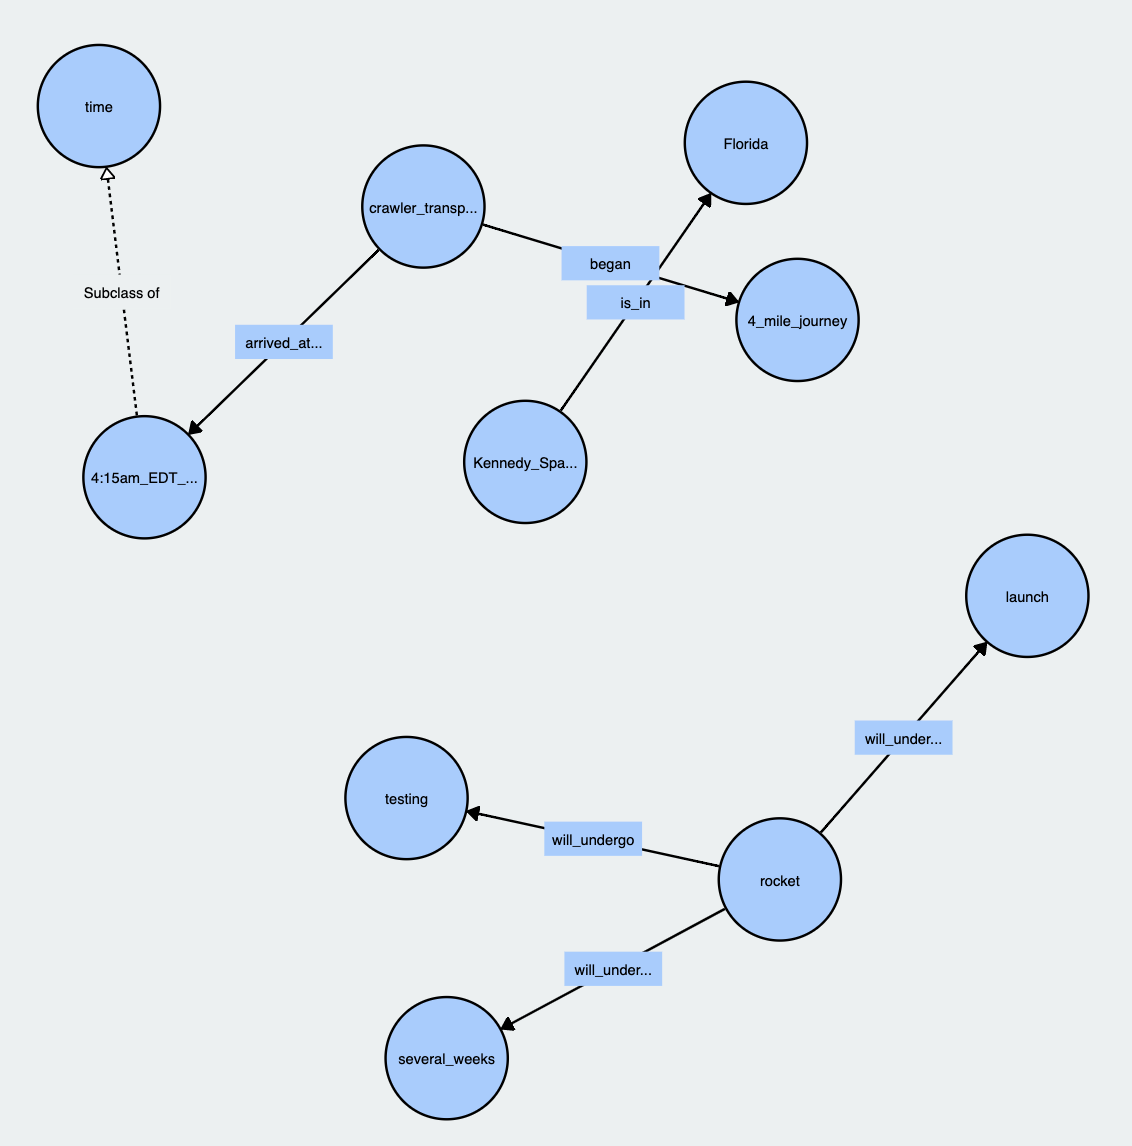 time
Florida
crawler_transp...
began
Subclass of
is_in
4_mile_journey
arrived_at...
Kennedy_Spa...
4:15am_EDT_...
launch
will_under...
testing
will_undergo
rocket
will_under...
several_weeks